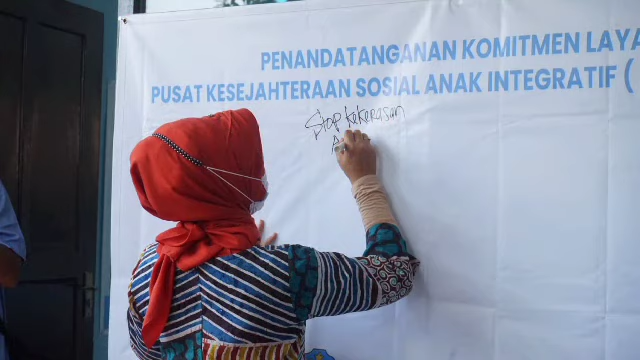 PENANDATANGANAN KOMITMEN LAYA
PUSAT KESEJAHTERAAN SOSIAL ANAK INTEGRATIF (
Stop kekerasan
A